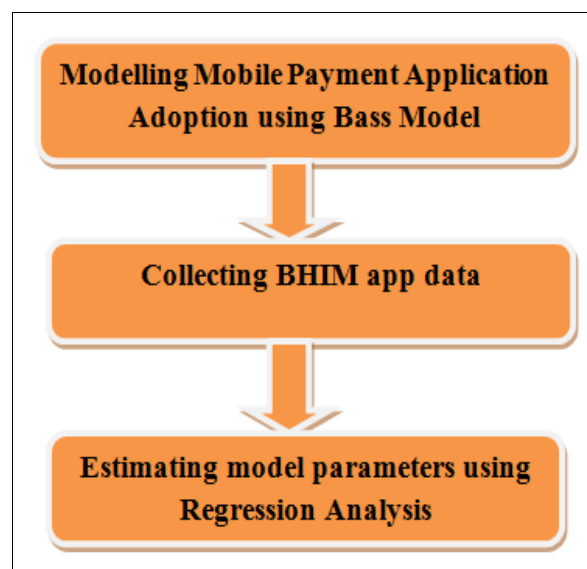 Modelling Mobile Payment Application
Adoption using Bass Model
Collecting BHIM app data
Estimating model parameters using
Regression Analysis